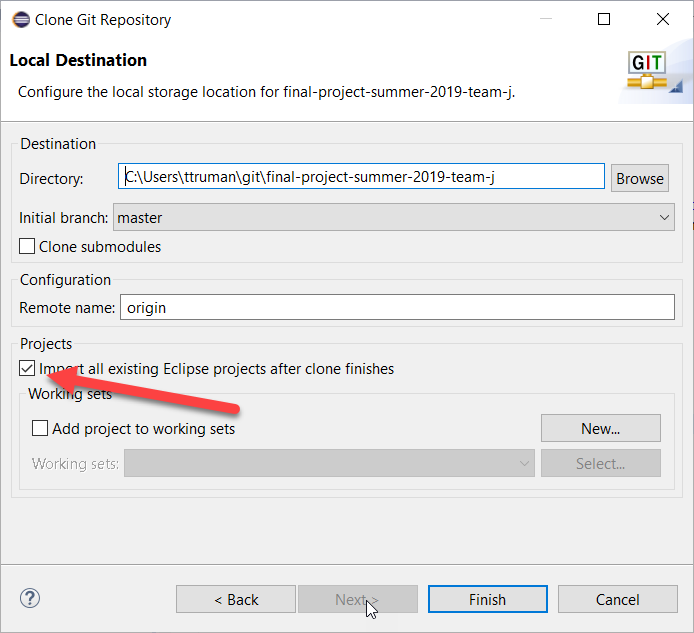 Clone Git Repository
Local Destination
Configure the local storage location for final-project-summer-2019-team-j.
GIT
Destination
Directory: C:\Users\ttruman\git\final-project-summer-2019-team-j Browse
Initial branch: master
Clone submodules
Configuration
Remote name: origin
Projects
Import all existing Eclipse projects after clone finishes
Working sets
Add project to working sets New...
Working sets: Select...
? < Back Next > Finish Cancel